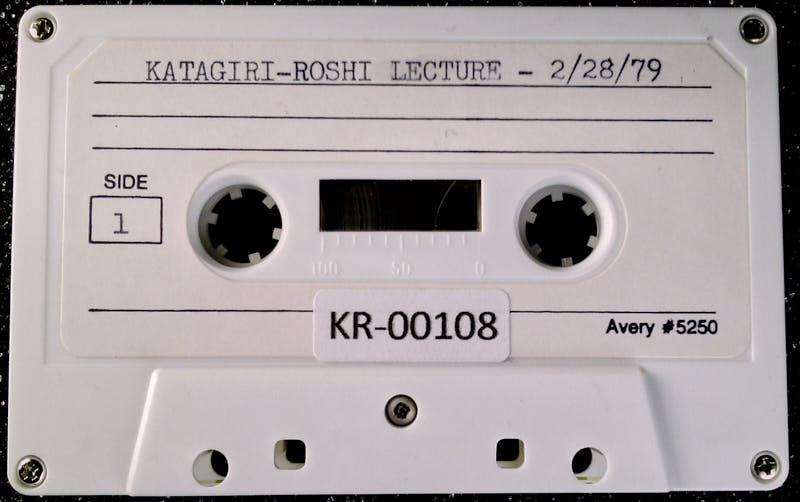 KATAGIRI-ROSHI LECTURE - 2/28/79
SIDE
1
100 50 0
KR-00108
Avery #5250